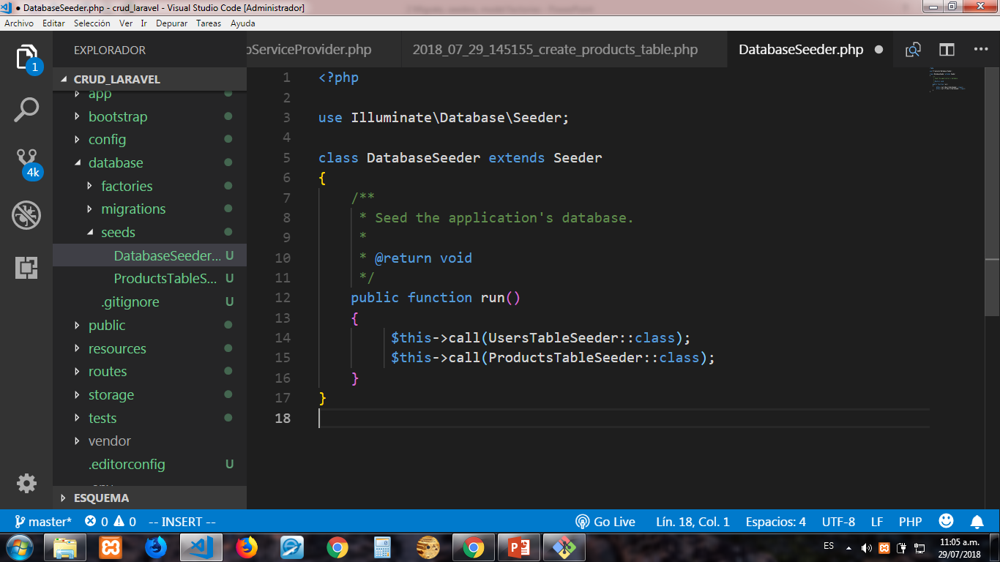 DatabaseSeeder.php - crud_laravel - Visual Studio Code [Administrador]
Archivo Editar Selección Ver Ir Depurar Tareas Ayuda
EXPLORADOR
pServiceProvider.php 2018_07_29_145155_create_products_table.php DatabaseSeeder.php
1
CRUD_LARAVEL
app
bootstrap
config
database
factories
migrations
seeds
DatabaseSeeder... U
ProductsTableS... U
.gitignore U
public
resources
routes
storage
tests
vendor
.editorconfig U
ESQUEMA
4k
1 <?php
2
3 use Illuminate\Database\Seeder;
4
5 class DatabaseSeeder extends Seeder
6 {
7 /**
8 * Seed the application's database.
9 *
10 * @return void
11 */
12 public function run()
13 {
14 $this->call(UsersTableSeeder::class);
15 $this->call(ProductsTableSeeder::class);
16 }
17 }
18
master* 0 0 -- INSERT -- Go Live Lín. 18, Col. 1 Espacios: 4 UTF-8 LF PHP
ES 11:05 a.m.
29/07/2018